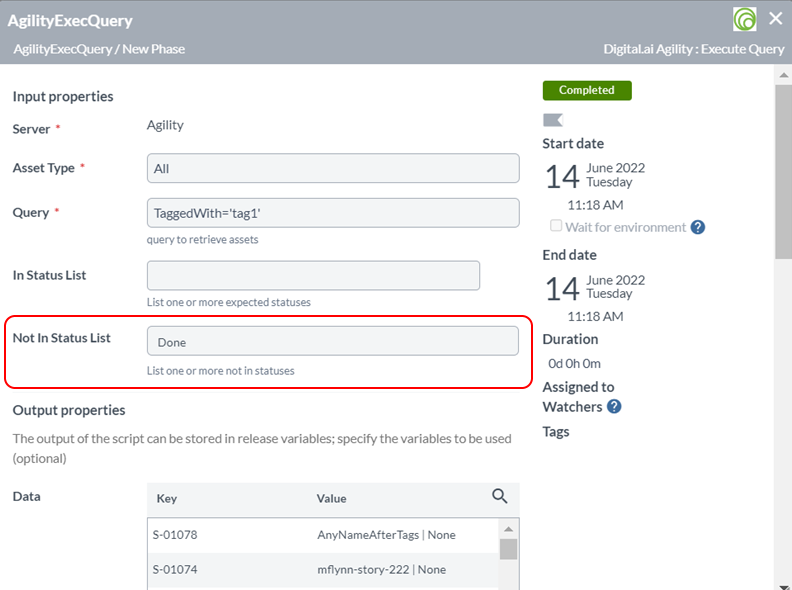 AgilityExecQuery
AgilityExecQuery / New Phase
Digital.ai Agility : Execute Query
Input properties
Server *
Agility
Asset Type *
All
Query *
TaggedWith='tag1'
query to retrieve assets
In Status List
List one or more expected statuses
Not In Status List
Done
List one or more not in statuses
Output properties
The output of the script can be stored in release variables; specify the variables to be used
(optional)
Data
Key Value
S-01078 AnyNameAfterTags | None
S-01074 mflynn-story-222 | None
Completed
Start date
14 June 2022
Tuesday
11:18 AM
Wait for environment ?
End date
14 June 2022
Tuesday
11:18 AM
Duration
0d 0h 0m
Assigned to
Watchers ?
Tags